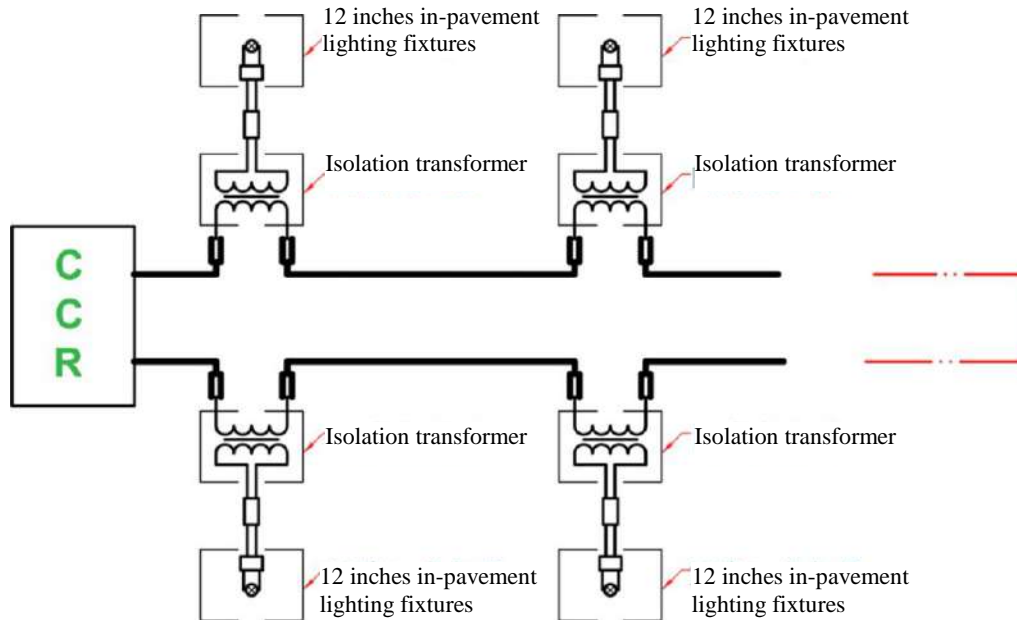 12 inches in-pavement
lighting fixtures
12 inches in-pavement
lighting fixtures
Isolation transformer
Isolation transformer
C
C
R
Isolation transformer
Isolation transformer
12 inches in-pavement
lighting fixtures
12 inches in-pavement
lighting fixtures